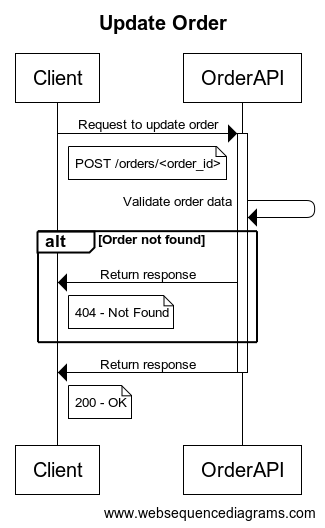 Update Order
Client
OrderAPI
Request to update order
POST /orders/<order_id>
Validate order data
alt
[Order not found]
Return response
404 - Not Found
Return response
200 - OK
Client
OrderAPI
www.websequencediagrams.com